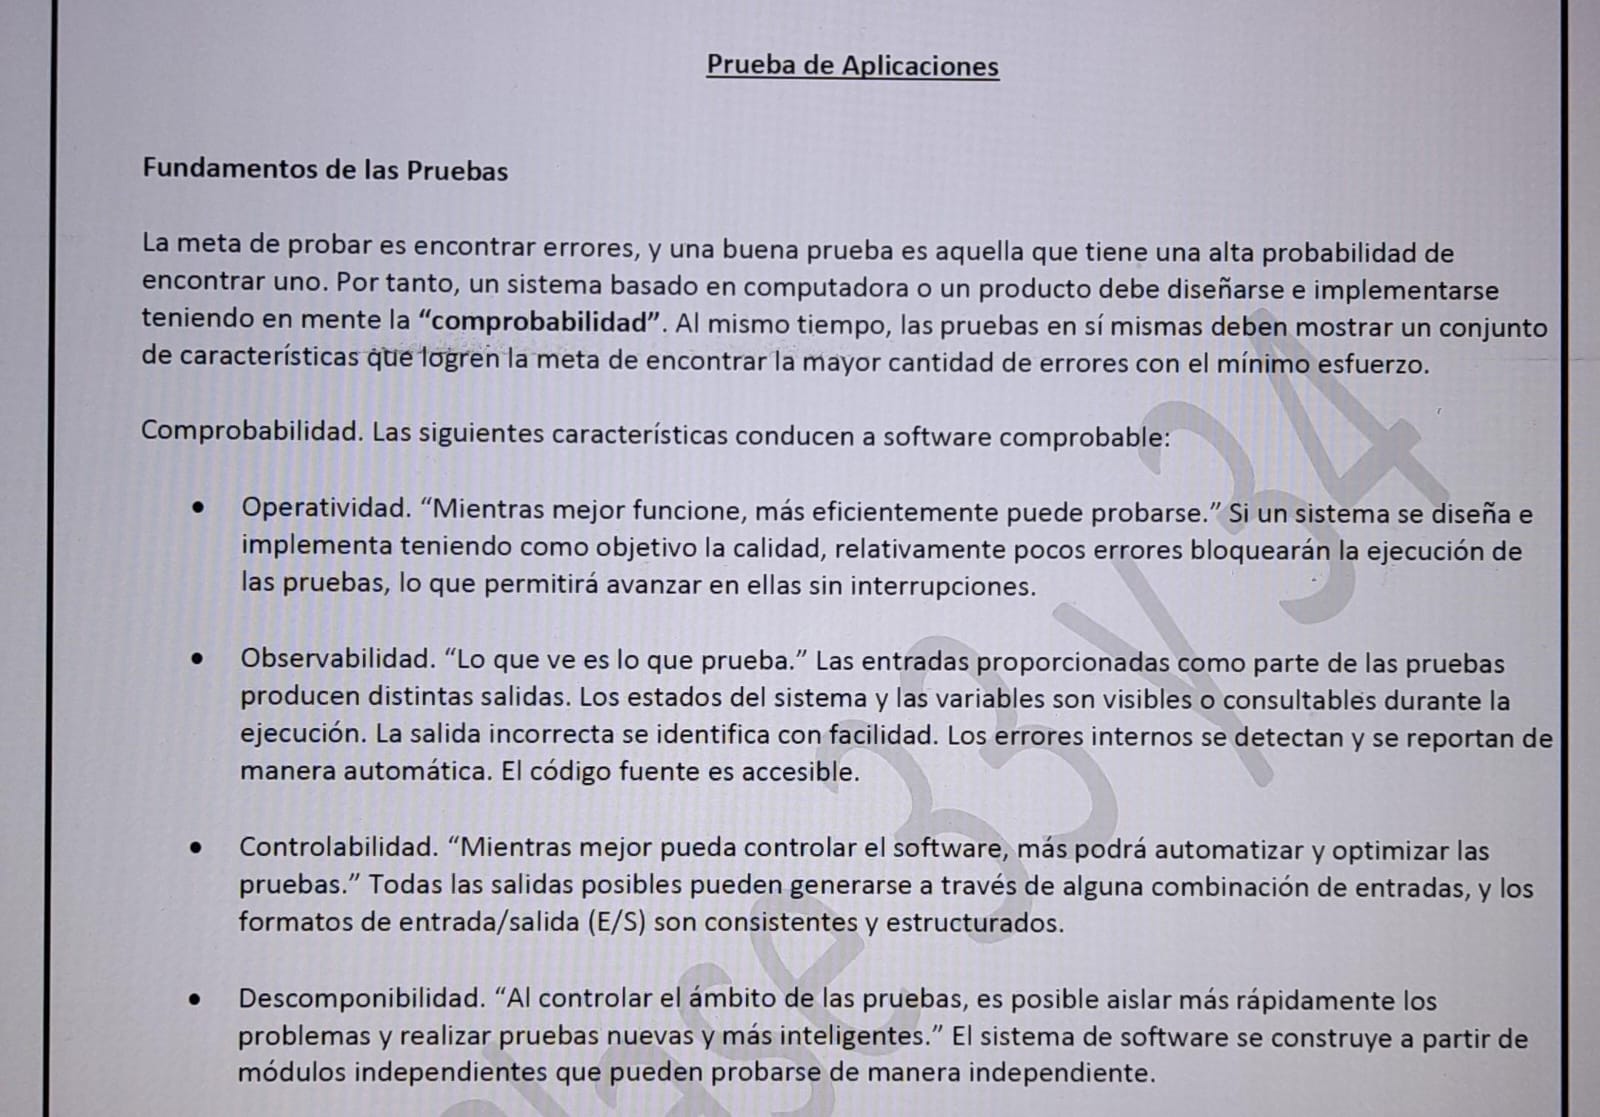 Prueba de Aplicaciones
Fundamentos de las Pruebas
La meta de probar es encontrar errores, y una buena prueba es aquella que tiene una alta probabilidad de
encontrar uno. Por tanto, un sistema basado en computadora o un producto debe diseñarse e implementarse
teniendo en mente la “comprobabilidad”. Al mismo tiempo, las pruebas en sí mismas deben mostrar un conjunto
de características que logren la meta de encontrar la mayor cantidad de errores con el mínimo esfuerzo.
Comprobabilidad. Las siguientes características conducen a software comprobable:
• Operatividad. “Mientras mejor funcione, más eficientemente puede probarse.” Si un sistema se diseña e
implementa teniendo como objetivo la calidad, relativamente pocos errores bloquearán la ejecución de
las pruebas, lo que permitirá avanzar en ellas sin interrupciones.
• Observabilidad. “Lo que ve es lo que prueba.” Las entradas proporcionadas como parte de las pruebas
producen distintas salidas. Los estados del sistema y las variables son visibles o consultables durante la
ejecución. La salida incorrecta se identifica con facilidad. Los errores internos se detectan y se reportan de
manera automática. El código fuente es accesible.
• Controlabilidad. “Mientras mejor pueda controlar el software, más podrá automatizar y optimizar las
pruebas.” Todas las salidas posibles pueden generarse a través de alguna combinación de entradas, y los
formatos de entrada/salida (E/S) son consistentes y estructurados.
• Descomponibilidad. “Al controlar el ámbito de las pruebas, es posible aislar más rápidamente los
problemas y realizar pruebas nuevas y más inteligentes.” El sistema de software se construye a partir de
módulos independientes que pueden probarse de manera independiente.
Clase 33 y 34